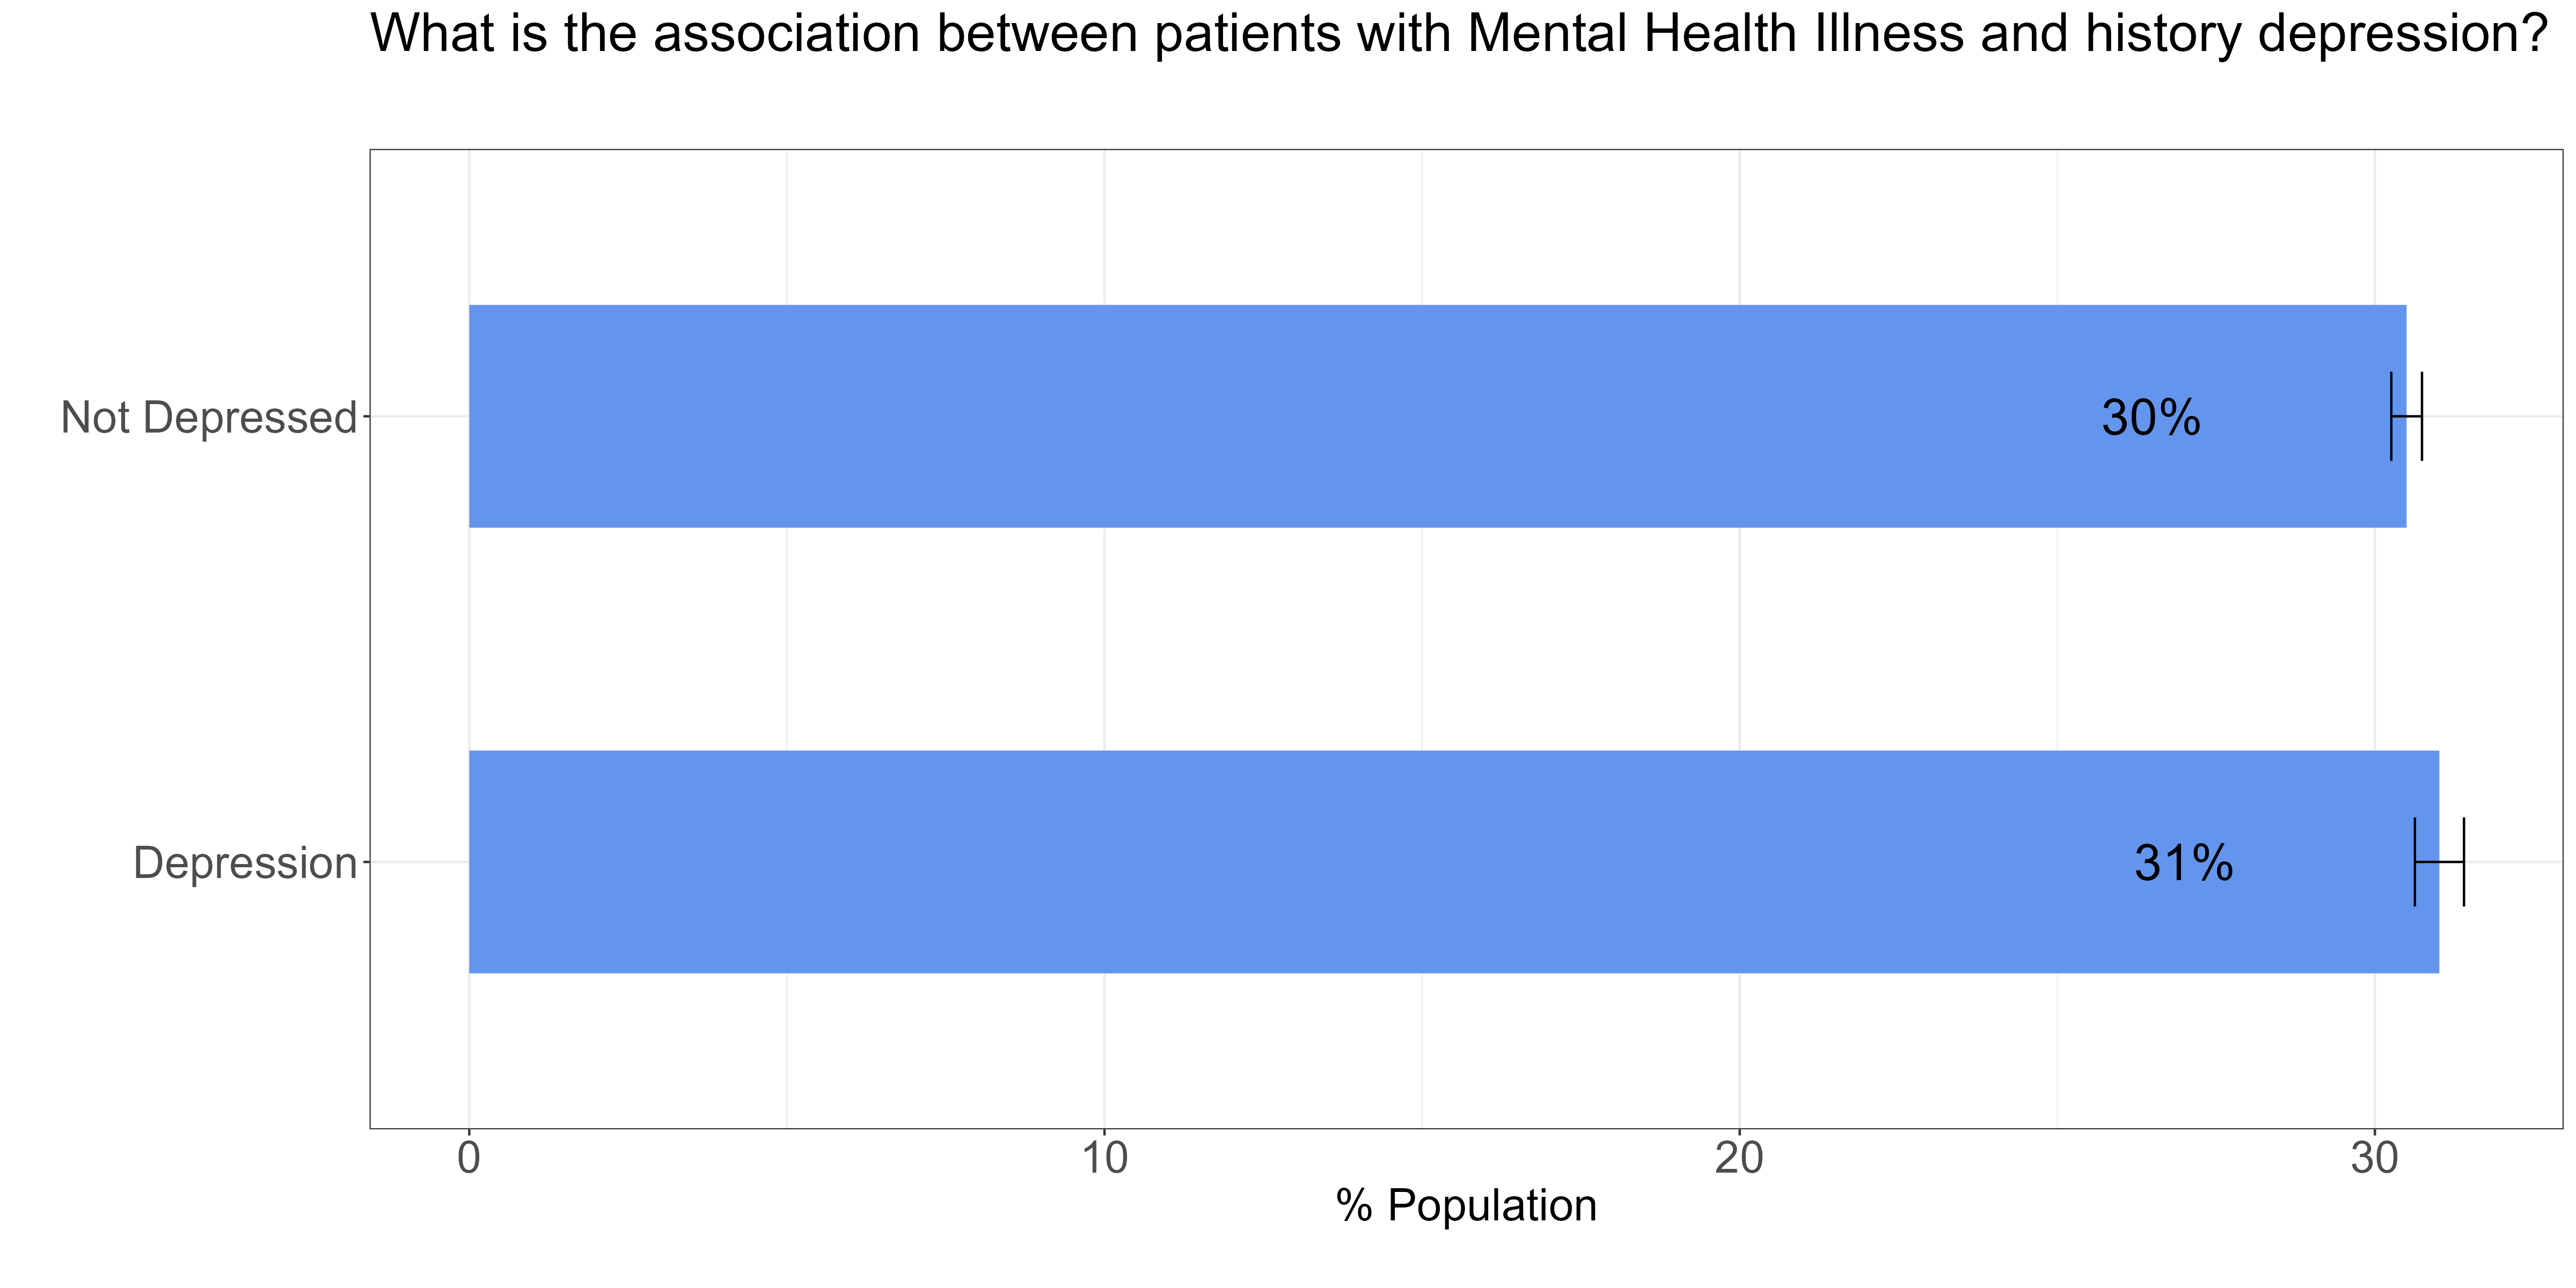 What is the association between patients with Mental Health Illness and history depression?
Not Depressed
30%
Depression
31%
0
10
20
30
% Population